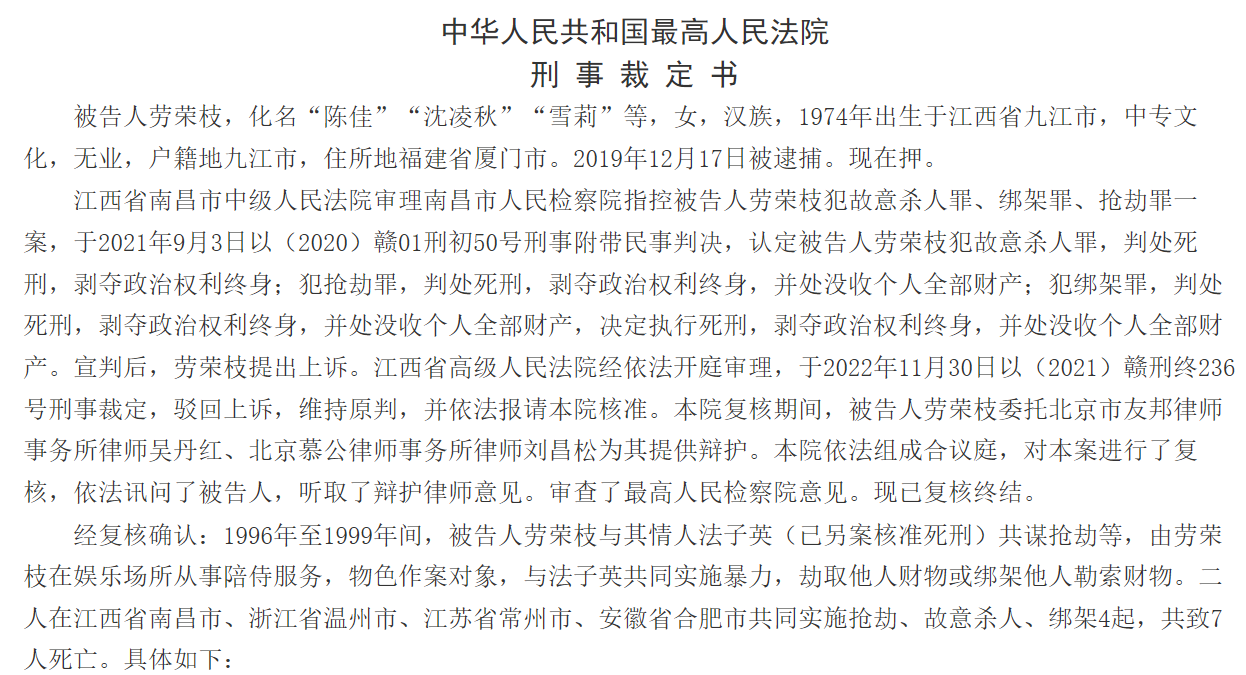 中华人民共和国最高人民法院
刑 事 裁 定 书
被告人劳荣枝，化名“陈佳”“沈凌秋”“雪莉”等，女，汉族，1974年出生于江西省九江市，中专文
化，无业，户籍地九江市，住所地福建省厦门市。2019年12月17日被逮捕。现在押。
江西省南昌市中级人民法院审理南昌市人民检察院指控被告人劳荣枝犯故意杀人罪、绑架罪、抢劫罪一
案，于2021年9月3日以（2020）赣01刑初50号刑事附带民事判决，认定被告人劳荣枝犯故意杀人罪，判处死
刑，剥夺政治权利终身；犯抢劫罪，判处死刑，剥夺政治权利终身，并处没收个人全部财产；犯绑架罪，判处
死刑，剥夺政治权利终身，并处没收个人全部财产，决定执行死刑，剥夺政治权利终身，并处没收个人全部财
产。宣判后，劳荣枝提出上诉。江西省高级人民法院经依法开庭审理，于2022年11月30日以（2021）赣刑终236
号刑事裁定，驳回上诉，维持原判，并依法报请本院核准。本院复核期间，被告人劳荣枝委托北京市友邦律师
事务所律师吴丹红、北京慕公律师事务所律师刘昌松为其提供辩护。本院依法组成合议庭，对本案进行了复
核，依法讯问了被告人，听取了辩护律师意见。审查了最高人民检察院意见。现已复核终结。
经复核确认：1996年至1999年间，被告人劳荣枝与其情人法子英（已另案核准死刑）共谋抢劫等，由劳荣
枝在娱乐场所从事陪侍服务，物色作案对象，与法子英共同实施暴力，劫取他人财物或绑架他人勒索财物。二
人在江西省南昌市、浙江省温州市、江苏省常州市、安徽省合肥市共同实施抢劫、故意杀人、绑架4起，共致7
人死亡。具体如下：